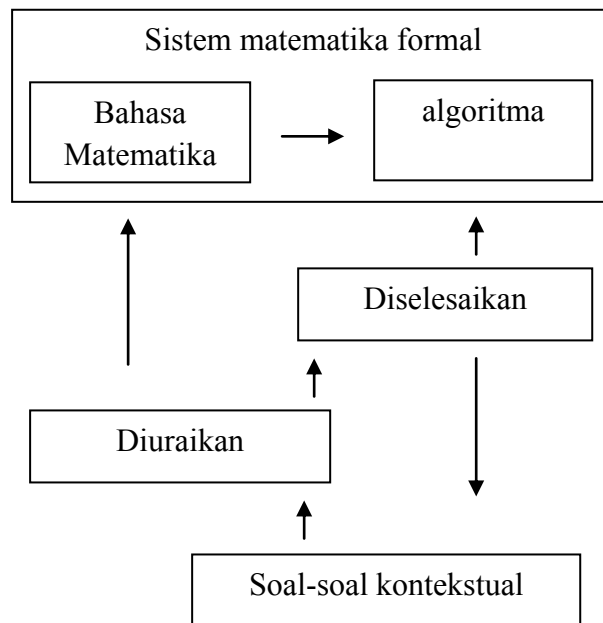 Sistem matematika formal
Bahasa
Matematika
algoritma
Diselesaikan
Diuraikan
Soal-soal kontekstual